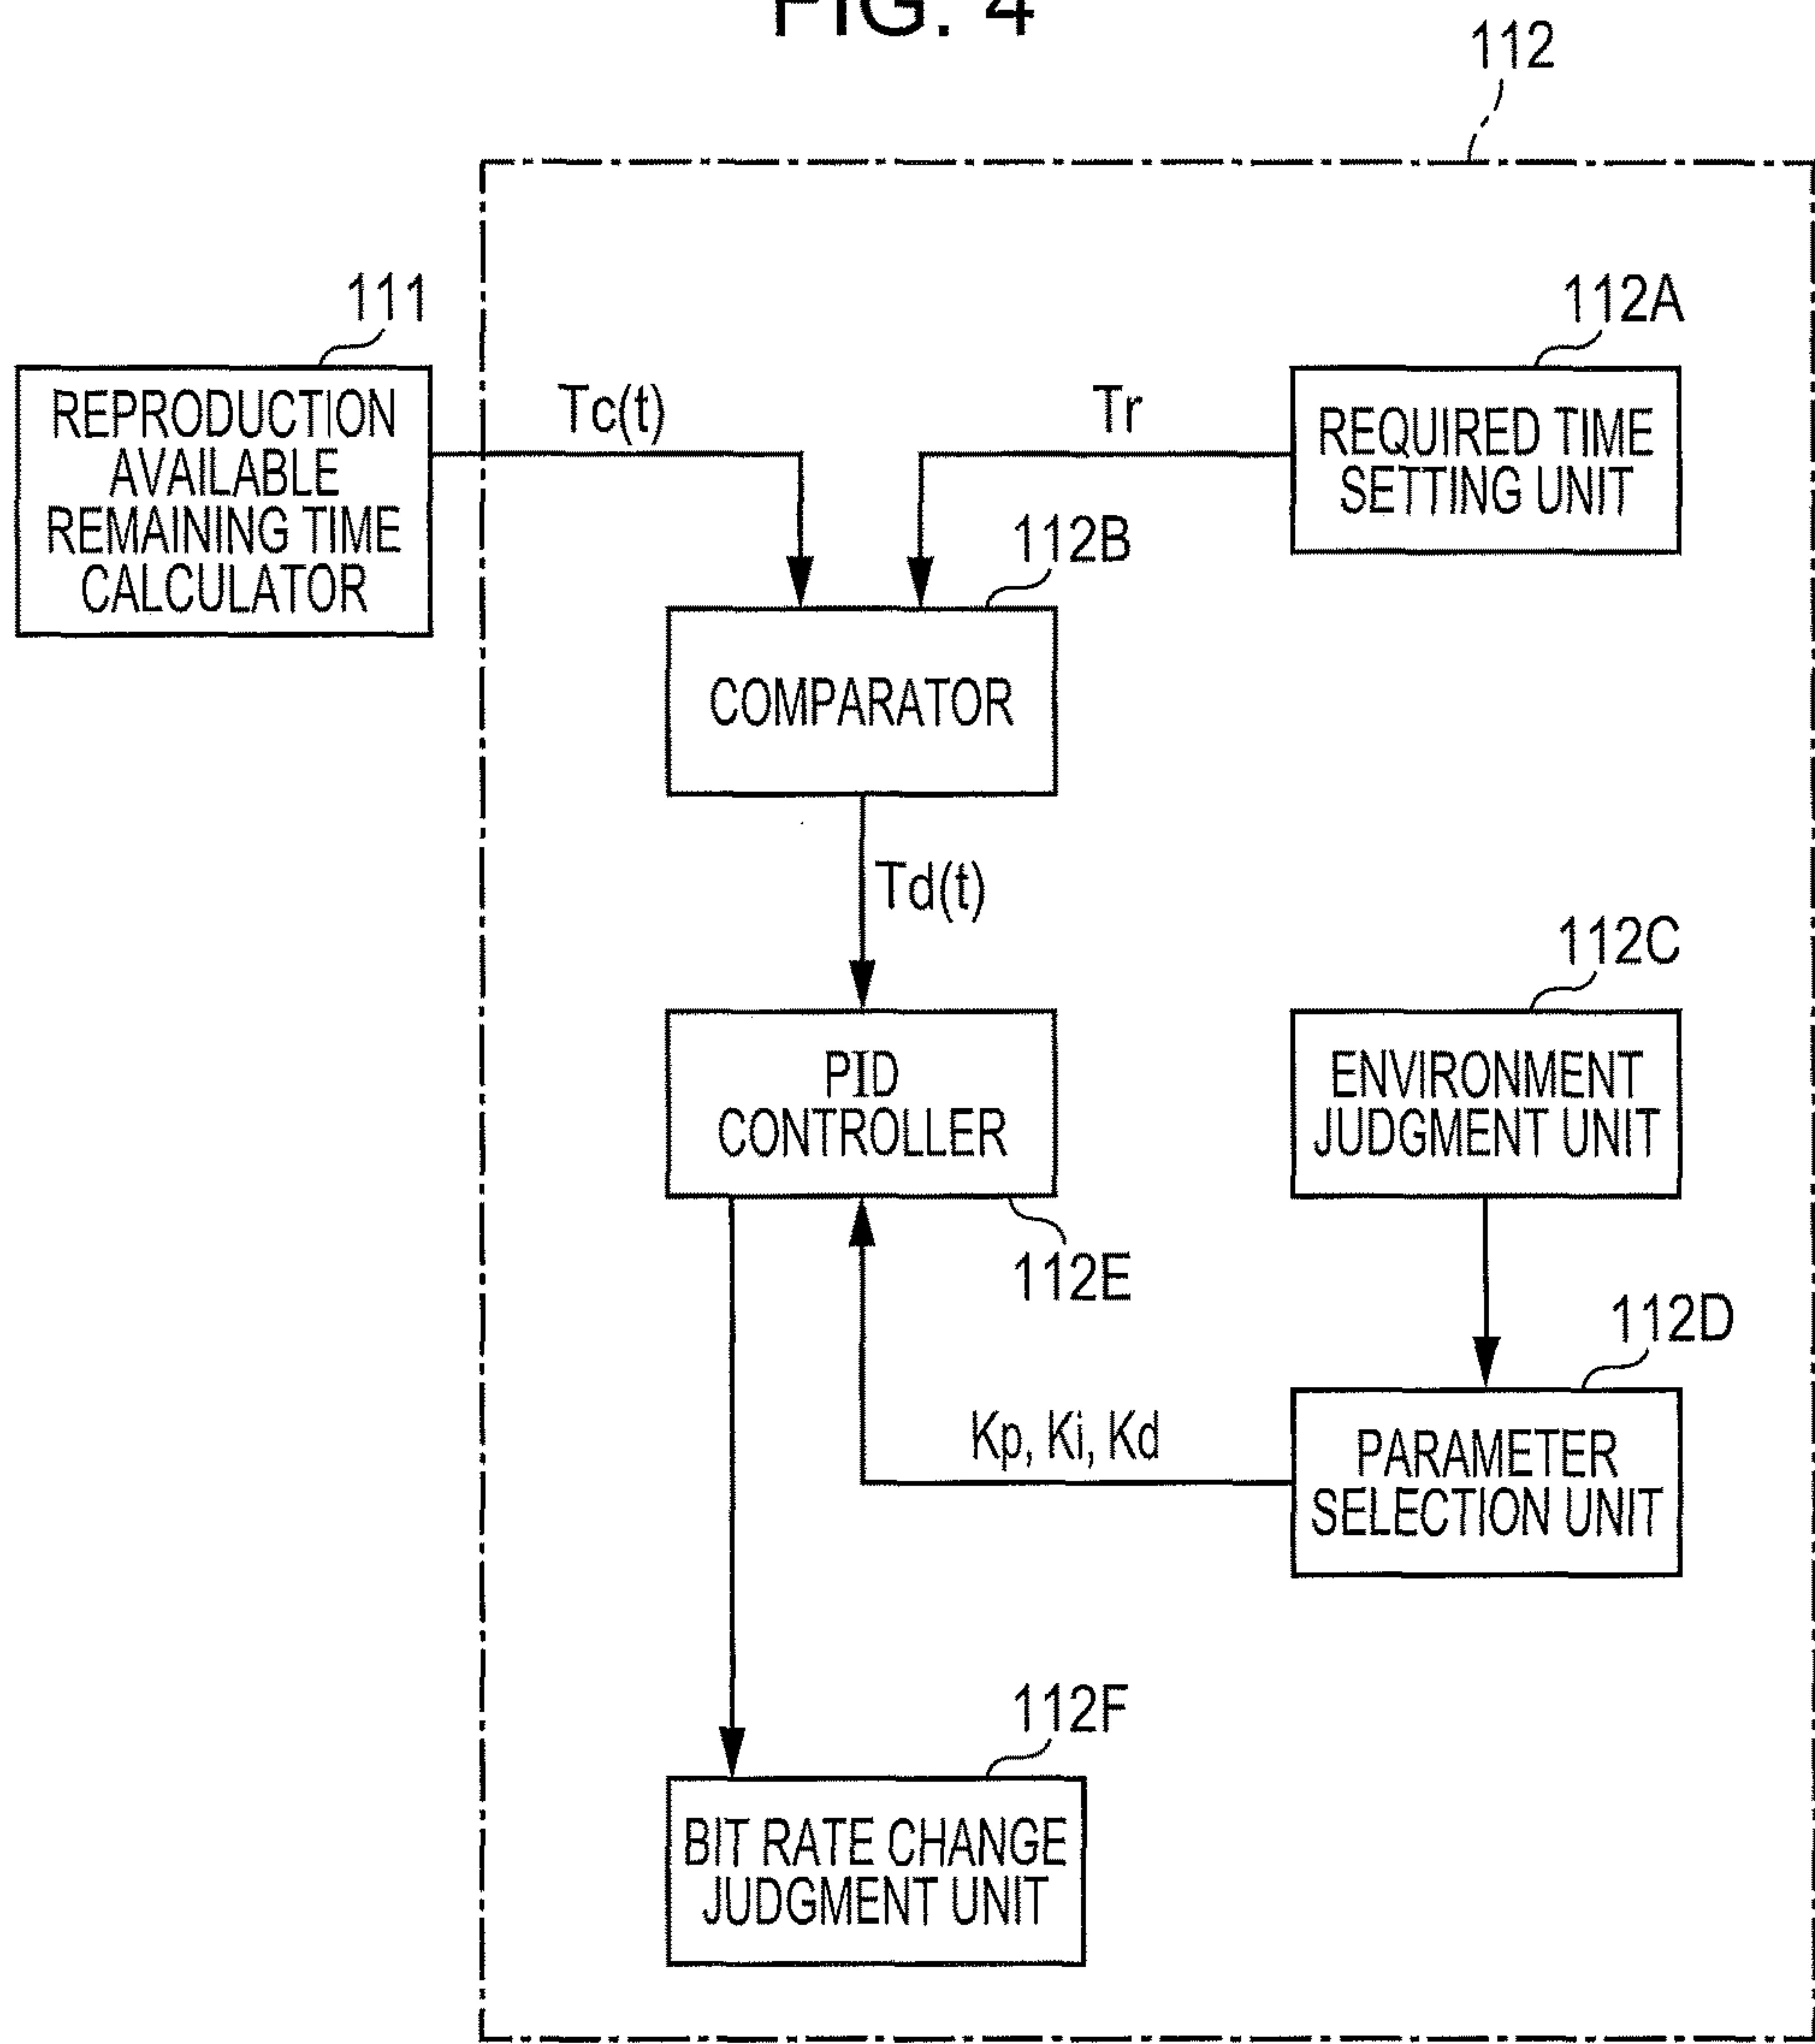 FIG. 4
112
111
112A
REPRODUCTION
AVAILABLE
REMAINING TIME
CALCULATOR
Tc(t)
Tr
REQUIRED TIME
SETTING UNIT
112B
COMPARATOR
Td(t)
112C
PID
CONTROLLER
ENVIRONMENT
JUDGMENT UNIT
112E
112D
Kp, Ki, Kd
PARAMETER
SELECTION UNIT
112F
BIT RATE CHANGE
JUDGMENT UNIT